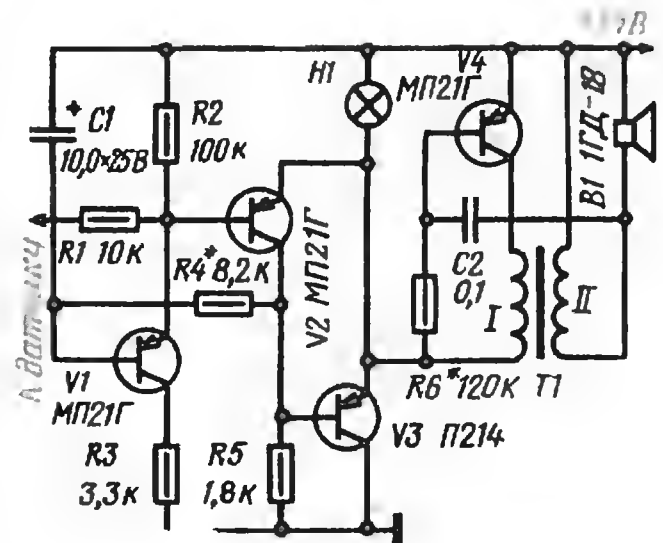 C1
10,0×25В
R2
100к
H1
V4
МП21Г
B1 1ГД-18
R1 10к
R4* 8,2к
V2 МП21Г
C2
0,1
I
II
V1
МП21Г
R6* 120к
T1
V3 П214
R3
3,3к
R5
1,8к